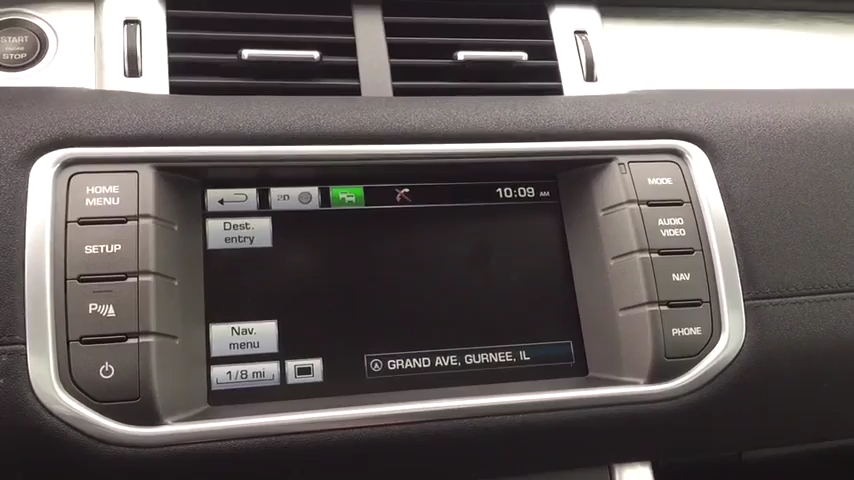 START
ENGINE
STOP
HOME
MENU
SETUP
P
MODE
AUDIO
VIDEO
NAV
PHONE
2D
10:09 AM
Dest.
entry
Nav.
menu
1/8 mi
GRAND AVE, GURNEE, IL